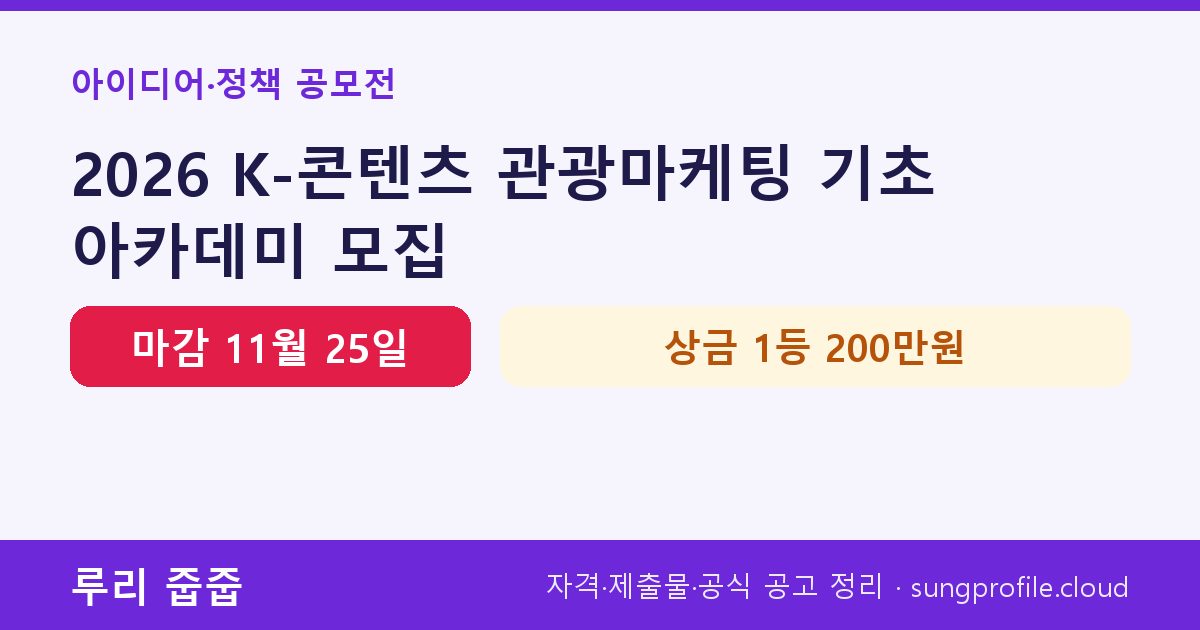 아이디어·정책 공모전
2026 K-콘텐츠 관광마케팅 기초
아카데미 모집
마감 11월 25일
상금 1등 200만원
루리 줍줍
자격·제출물·공식 공고 정리 · sungprofile.cloud